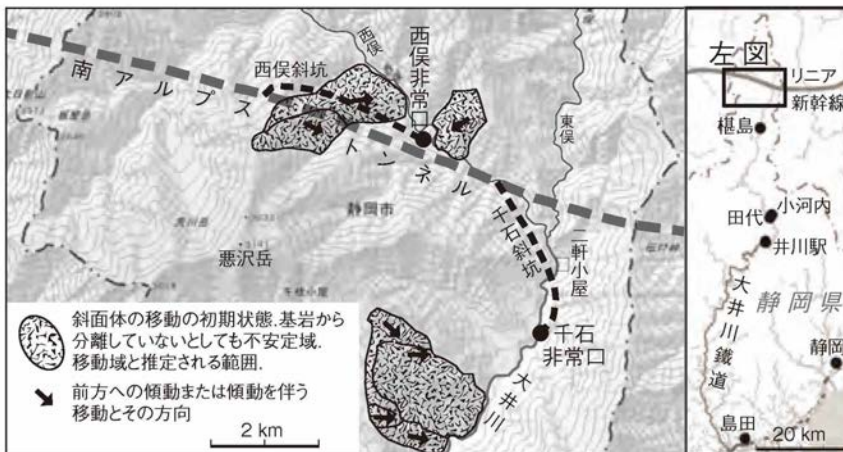 西俣
西俣斜坑
西俣非常
南アルプストンネル
東俣
静岡市
千石斜坑
二軒小屋
悪沢岳
千枚小屋
千石
非常口
大井川
斜面体の移動の初期状態.基岩から
分離していないとしても不安定域.
移動域と推定される範囲.
前方への傾動または傾動を伴う
移動とその方向
2 km
左図
リニア
新幹線
椹島
小河内
田代
井川駅
大井川鐵道
静岡県
静岡
島田
20 km